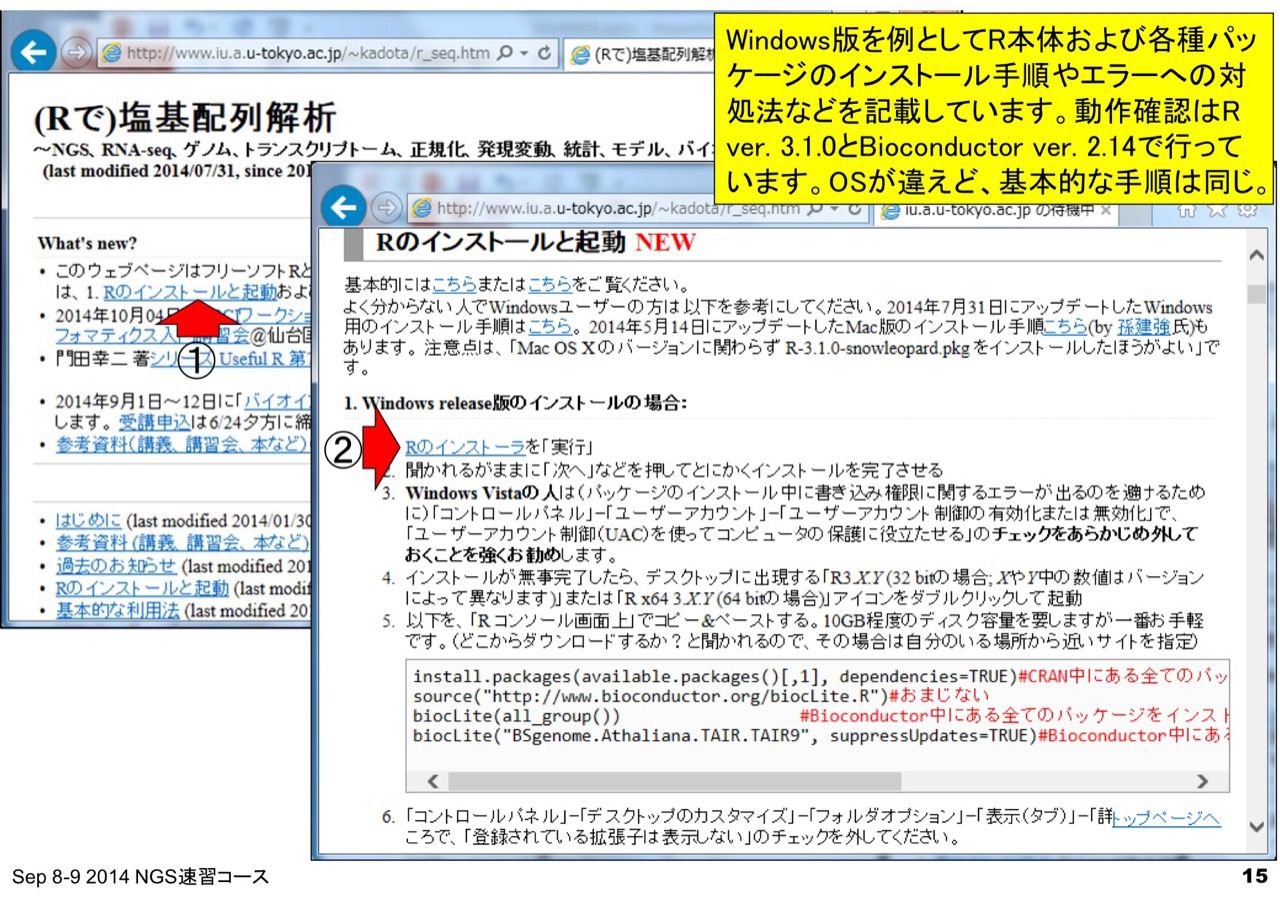 http://www.iu.a.u-tokyo.ac.jp/~kadota/r_seq.htm
(Rで)塩基配列解析
Windows版を例としてR本体および各種パッ
ケージのインストール手順やエラーへの対
処法などを記載しています。動作確認はR
ver. 3.1.0とBioconductor ver. 2.14で行って
います。OSが違えど、基本的な手順は同じ。
(Rで)塩基配列解析
～NGS、RNA-seq、ゲノム、トランスクリプトーム、正規化、発現変動、統計、モデル、バイ
(last modified 2014/07/31, since 201
What's new?
• このウェブページはフリーソフトRと
は、1. Rのインストールと起動およ
• 2014年10月04
フォマティクス入 習会@仙台国
①
• 門田幸二 著シリーズ Useful R 第
• 2014年9月1日～12日に「バイオイ
します。受講申込は6/24夕方に締
• 参考資料(講義、講習会、本など)
• はじめに (last modified 2014/01/30
• 参考資料 (講義、講習会、本など)
• 過去のお知らせ (last modified 201
• Rのインストールと起動 (last modif
• 基本的な利用法 (last modified 20
http://www.iu.a.u-tokyo.ac.jp/~kadota/r_seq.htm
iu.a.u-tokyo.ac.jp の待機中
Rのインストールと起動 NEW
基本的にはこちらまたはこちらをご覧ください。
よく分からない人でWindowsユーザーの方は以下を参考にしてください。2014年7月31日にアップデートしたWindows
用のインストール手順はこちら。2014年5月14日にアップデートしたMac版のインストール手順こちら(by 孫建強氏)も
あります。注意点は、「Mac OS Xのバージョンに関わらず R-3.1.0-snowleopard.pkg をインストールしたほうがよい」で
す。
1. Windows release版のインストールの場合:
②
Rのインストーラを「実行」
2. 聞かれるがままに「次へ」などを押してとにかくインストールを完了させる
3. Windows Vistaの人は(パッケージのインストール中に書き込み権限に関するエラーが出るのを避けるため
に)「コントロールパネル」-「ユーザーアカウント」-「ユーザーアカウント制御の有効化または無効化」で、
「ユーザーアカウント制御(UAC)を使ってコンピュータの保護に役立たせる」のチェックをあらかじめ外して
おくことを強くお勧めします。
4. インストールが無事完了したら、デスクトップに出現する「R3.X.Y (32 bitの場合; XやY中の数値はバージョン
によって異なります)」または「R x64 3.X.Y (64 bitの場合)」アイコンをダブルクリックして起動
5. 以下を、「R コンソール画面上」でコピー&ペーストする。10GB程度のディスク容量を要しますが一番お手軽
です。(どこからダウンロードするか？と聞かれるので、その場合は自分のいる場所から近いサイトを指定)
install.packages(available.packages()[,1], dependencies=TRUE)#CRAN中にある全てのパッ
source("http://www.bioconductor.org/biocLite.R")#おまじない
biocLite(all_group()) #Bioconductor中にある全てのパッケージをインスト
biocLite("BSgenome.Athaliana.TAIR.TAIR9", suppressUpdates=TRUE)#Bioconductor中にある
6. 「コントロールパネル」-「デスクトップのカスタマイズ」-「フォルダオプション」-「表示(タブ)」-「詳トップページへ
ころで、「登録されている拡張子は表示しない」のチェックを外してください。
Sep 8-9 2014 NGS速習コース
15